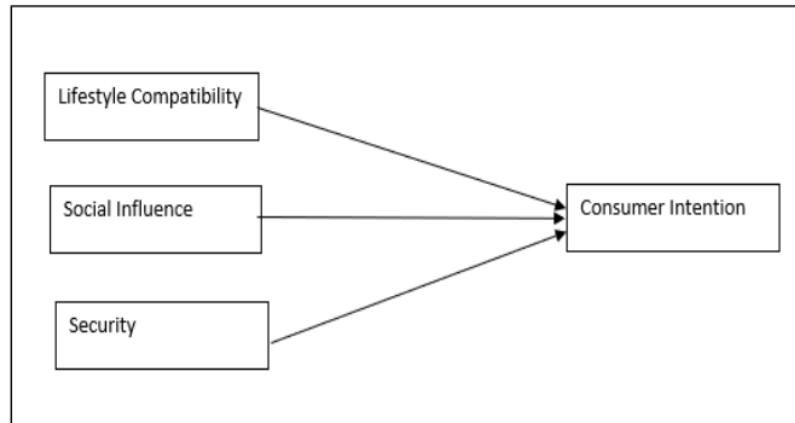 Lifestyle Compatibility
Social Influence
Consumer Intention
Security